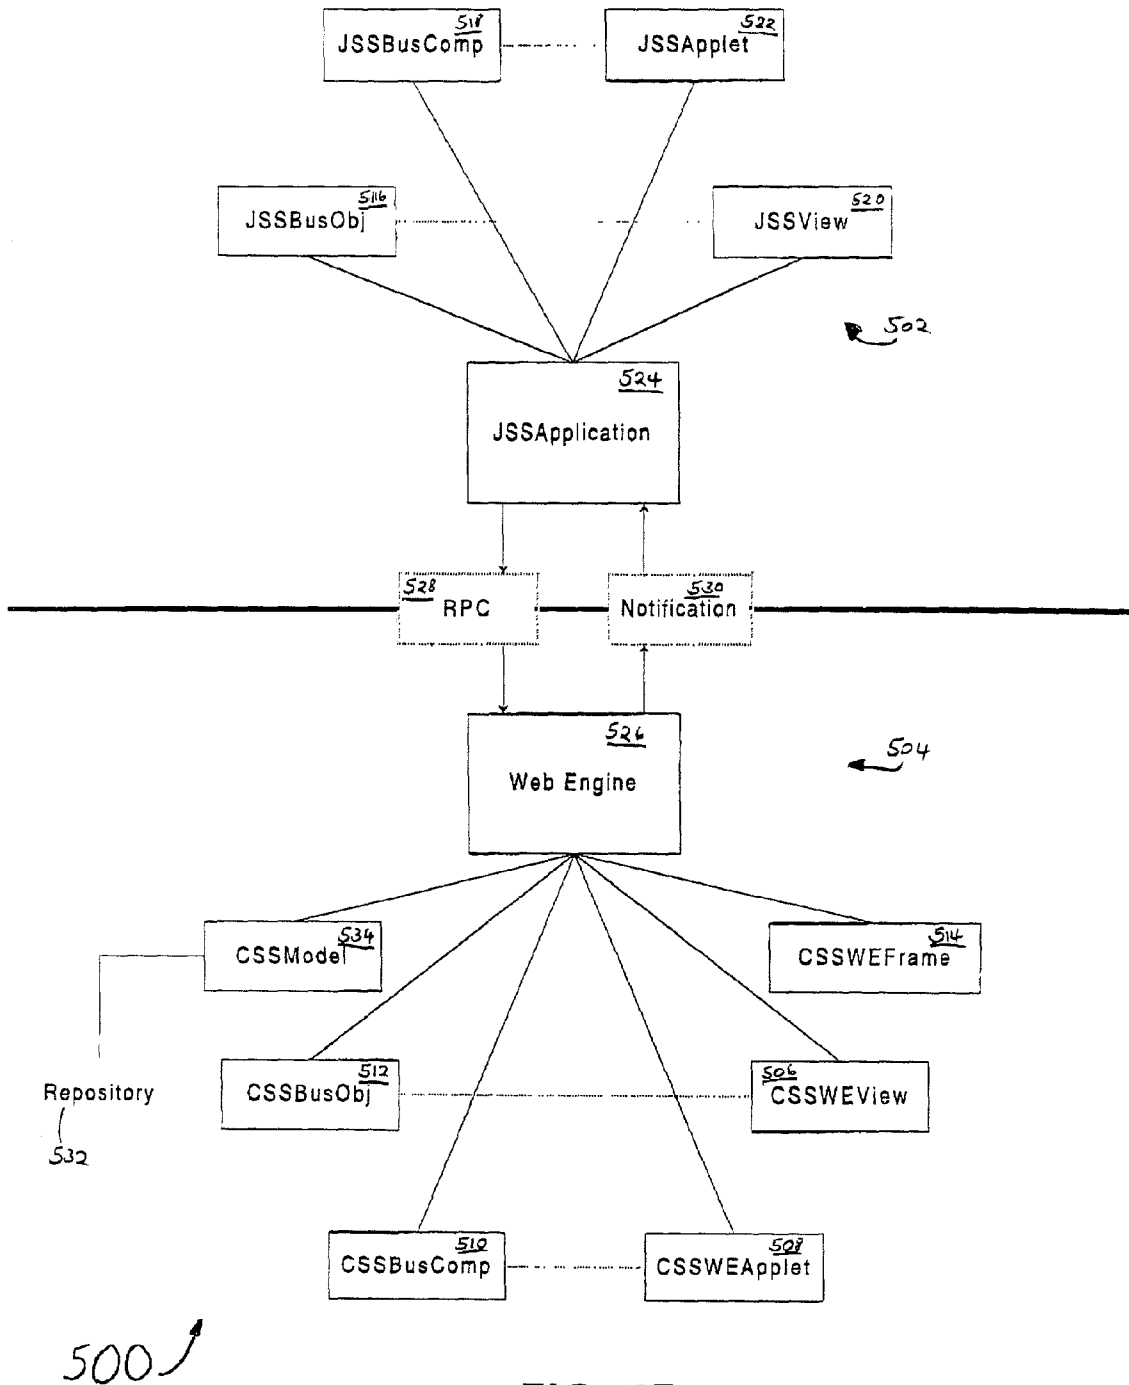 518
JSSBusComp
522
JSSApplet
516
JSSBusObj
520
JSSView
502
524
JSSApplication
528
RPC
530
Notification
526
Web Engine
504
534
CSSModel
514
CSSWEFrame
Repository
532
512
CSSBusObj
506
CSSWEView
510
CSSBusComp
508
CSSWEApplet
500